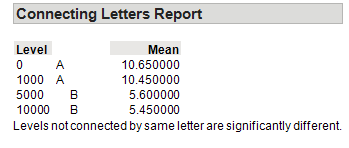 Connecting Letters Report
Level Mean
0 A 10.650000
1000 A 10.450000
5000 B 5.600000
10000 B 5.450000
Levels not connected by same letter are significantly different.